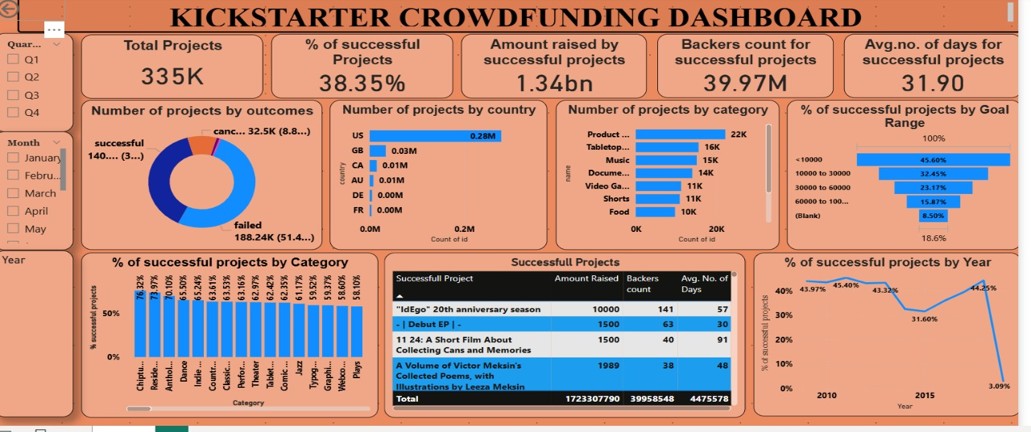 KICKSTARTER CROWDFUNDING DASHBOARD
Quar...
Q1
Q2
Q3
Q4
Month
January
Febru...
March
April
May
Year
Total Projects
335K
% of successful
Projects
38.35%
Amount raised by
successful projects
1.34bn
Backers count for
successful projects
39.97M
Avg.no. of days for
successful projects
31.90
Number of projects by outcomes
canc... 32.5K (8.8...)
successful
140.... (3...)
failed
188.24K (51.4...)
Number of projects by country
country
US 0.28M
GB 0.03M
CA 0.01M
AU 0.01M
DE 0.00M
FR 0.00M
0.0M 0.2M
Count of id
Number of projects by category
name
Product ... 22K
Tabletop... 16K
Music 15K
Docume... 14K
Video Ga... 11K
Shorts 11K
Food 10K
0K 20K
Count of id
% of successful projects by Goal
Range
100%
<10000 45.60%
10000 to 30000 32.45%
30000 to 60000 23.17%
60000 to 100... 15.87%
(Blank) 8.50%
18.6%
% of successful projects by Category
% successful projects
50%
0%
76.32% 73.97% 70.10% 65.50% 65.24% 63.61% 63.53% 63.16% 62.97% 62.42% 62.35% 61.17% 59.52% 59.37% 58.60% 58.10%
Chiptu... Reside... Anthol... Dance Indie ... Countr... Classic... Perfor... Theater Tablet... Comic ... Jazz Typog... Graphi... Webco... Plays
Category
Successfull Projects
Successfull Project Amount Raised Backers count Avg. No. of Days
"IdEgo" 20th anniversary season 10000 141 57
- | Debut EP | - 1500 63 30
11 24: A Short Film About
Collecting Cans and Memories 1500 40 91
A Volume of Victor Meksin's
Collected Poems, with
Illustrations by Leeza Meksin 1989 38 48
Total 1723307790 39958548 4475578
% of successful projects by Year
% of successful projects
40%
30%
20%
10%
0%
43.97% 45.40% 43.32% 31.60% 44.25% 3.09%
2010 2015
Year